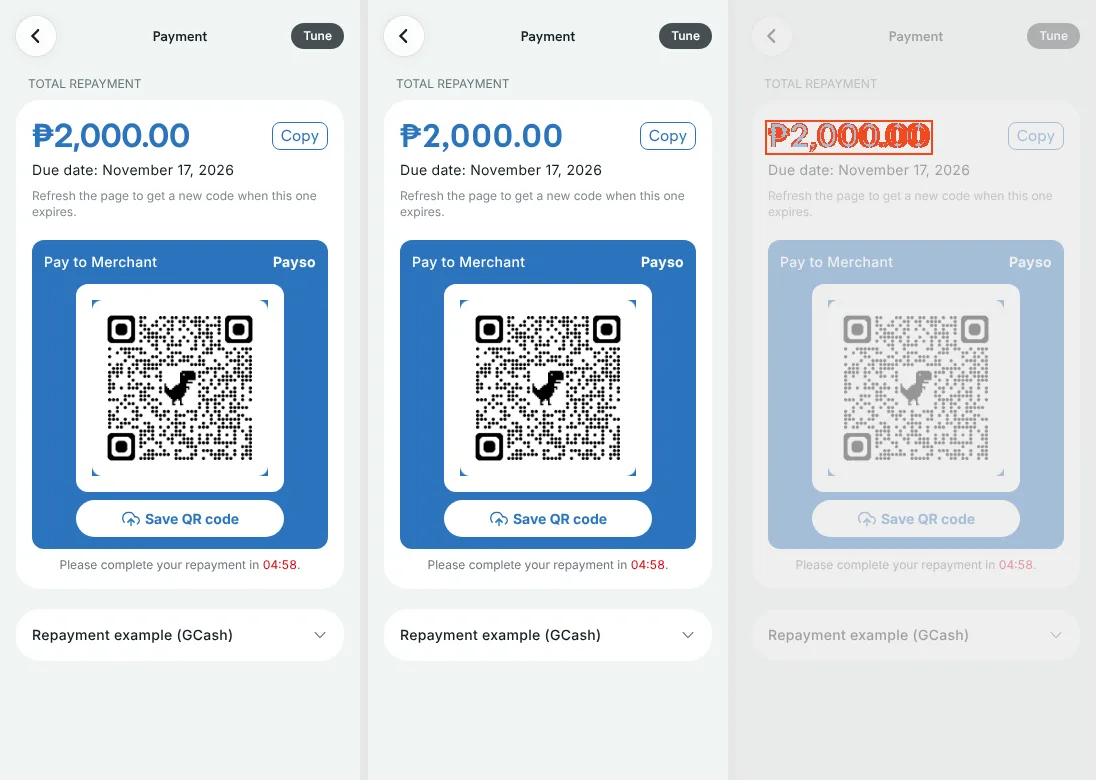 Payment
Tune
TOTAL REPAYMENT
₱2,000.00
Copy
Due date: November 17, 2026
Refresh the page to get a new code when this one
expires.
Pay to Merchant
Payso
Save QR code
Please complete your repayment in 04:58.
Repayment example (GCash)
Payment
Tune
TOTAL REPAYMENT
₱2,000.00
Copy
Due date: November 17, 2026
Refresh the page to get a new code when this one
expires.
Pay to Merchant
Payso
Save QR code
Please complete your repayment in 04:58.
Repayment example (GCash)
Payment
Tune
TOTAL REPAYMENT
₱2,000.00
Copy
Due date: November 17, 2026
Refresh the page to get a new code when this one
expires.
Pay to Merchant
Payso
Save QR code
Please complete your repayment in 04:58.
Repayment example (GCash)